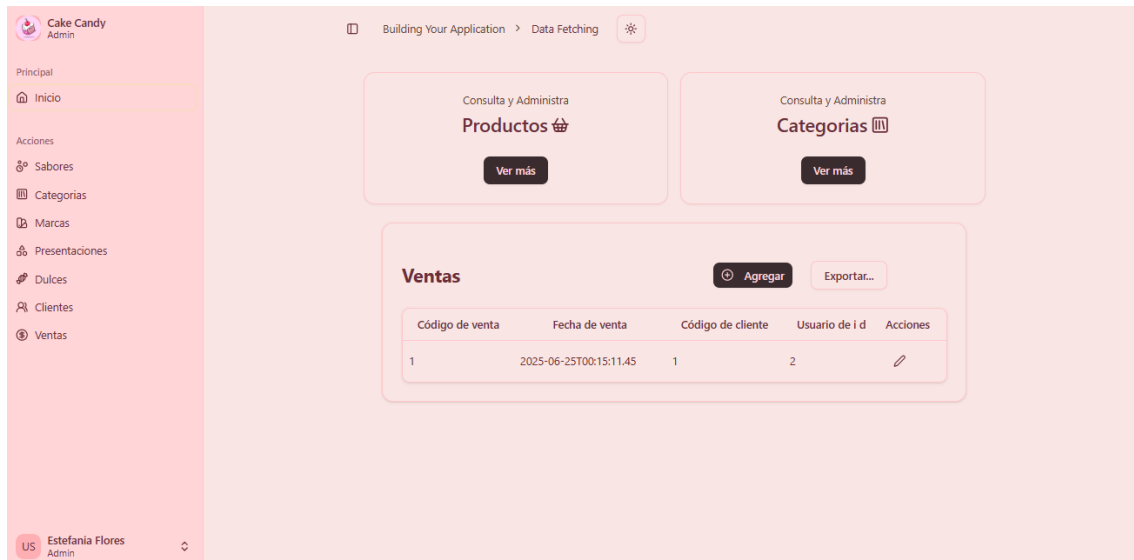 Cake Candy
Admin
Principal
Inicio
Acciones
Sabores
Categorias
Marcas
Presentaciones
Dulces
Clientes
Ventas
US
Estefania Flores
Admin
Building Your Application > Data Fetching
Consulta y Administra
Productos
Ver más
Consulta y Administra
Categorias
Ver más
Ventas
Agregar
Exportar...
Código de venta Fecha de venta Código de cliente Usuario de i d Acciones
1 2025-06-25T00:15:11.45 1 2